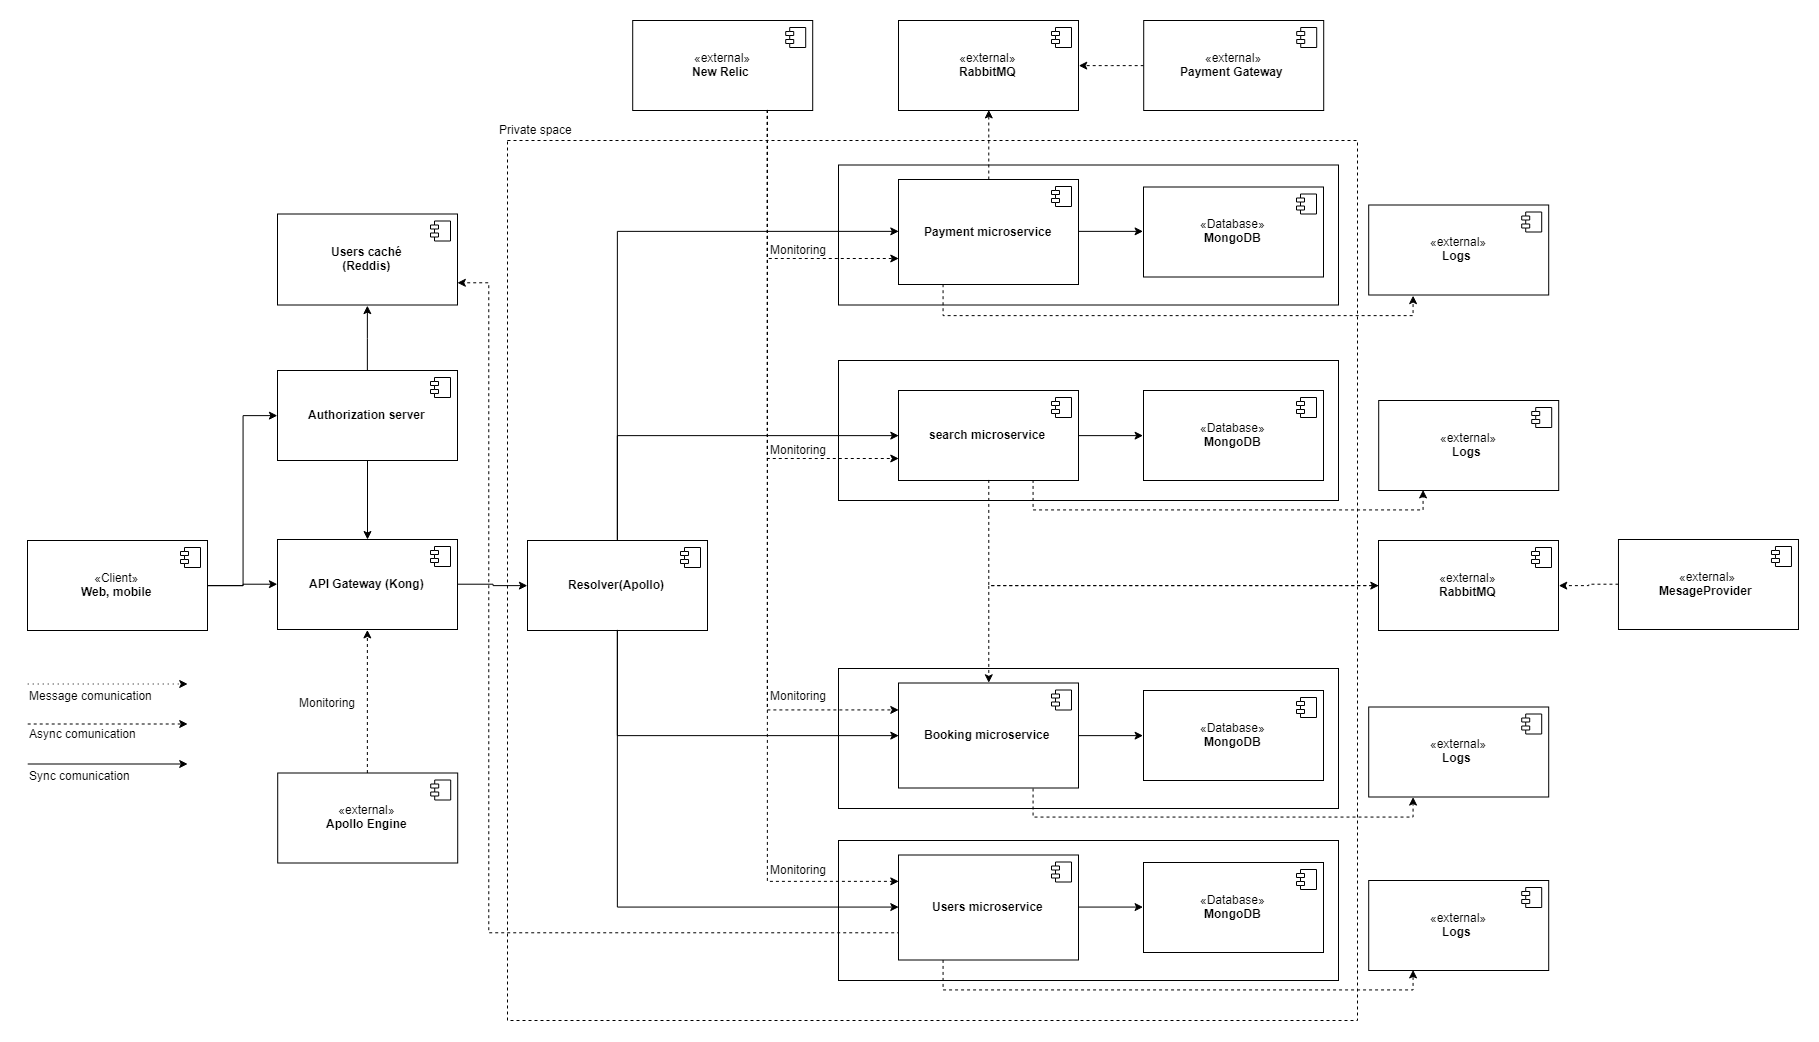 «external»
New Relic
«external»
RabbitMQ
«external»
Payment Gateway
Private space
Users caché
(Reddis)
Payment microservice
«Database»
MongoDB
Monitoring
«external»
Logs
Authorization server
search microservice
«Database»
MongoDB
Monitoring
«external»
Logs
«Client»
Web, mobile
API Gateway (Kong)
Resolver(Apollo)
«external»
RabbitMQ
«external»
MesageProvider
Message comunication
Async comunication
Sync comunication
Monitoring
Monitoring
Booking microservice
«Database»
MongoDB
«external»
Logs
«external»
Apollo Engine
Monitoring
Users microservice
«Database»
MongoDB
«external»
Logs